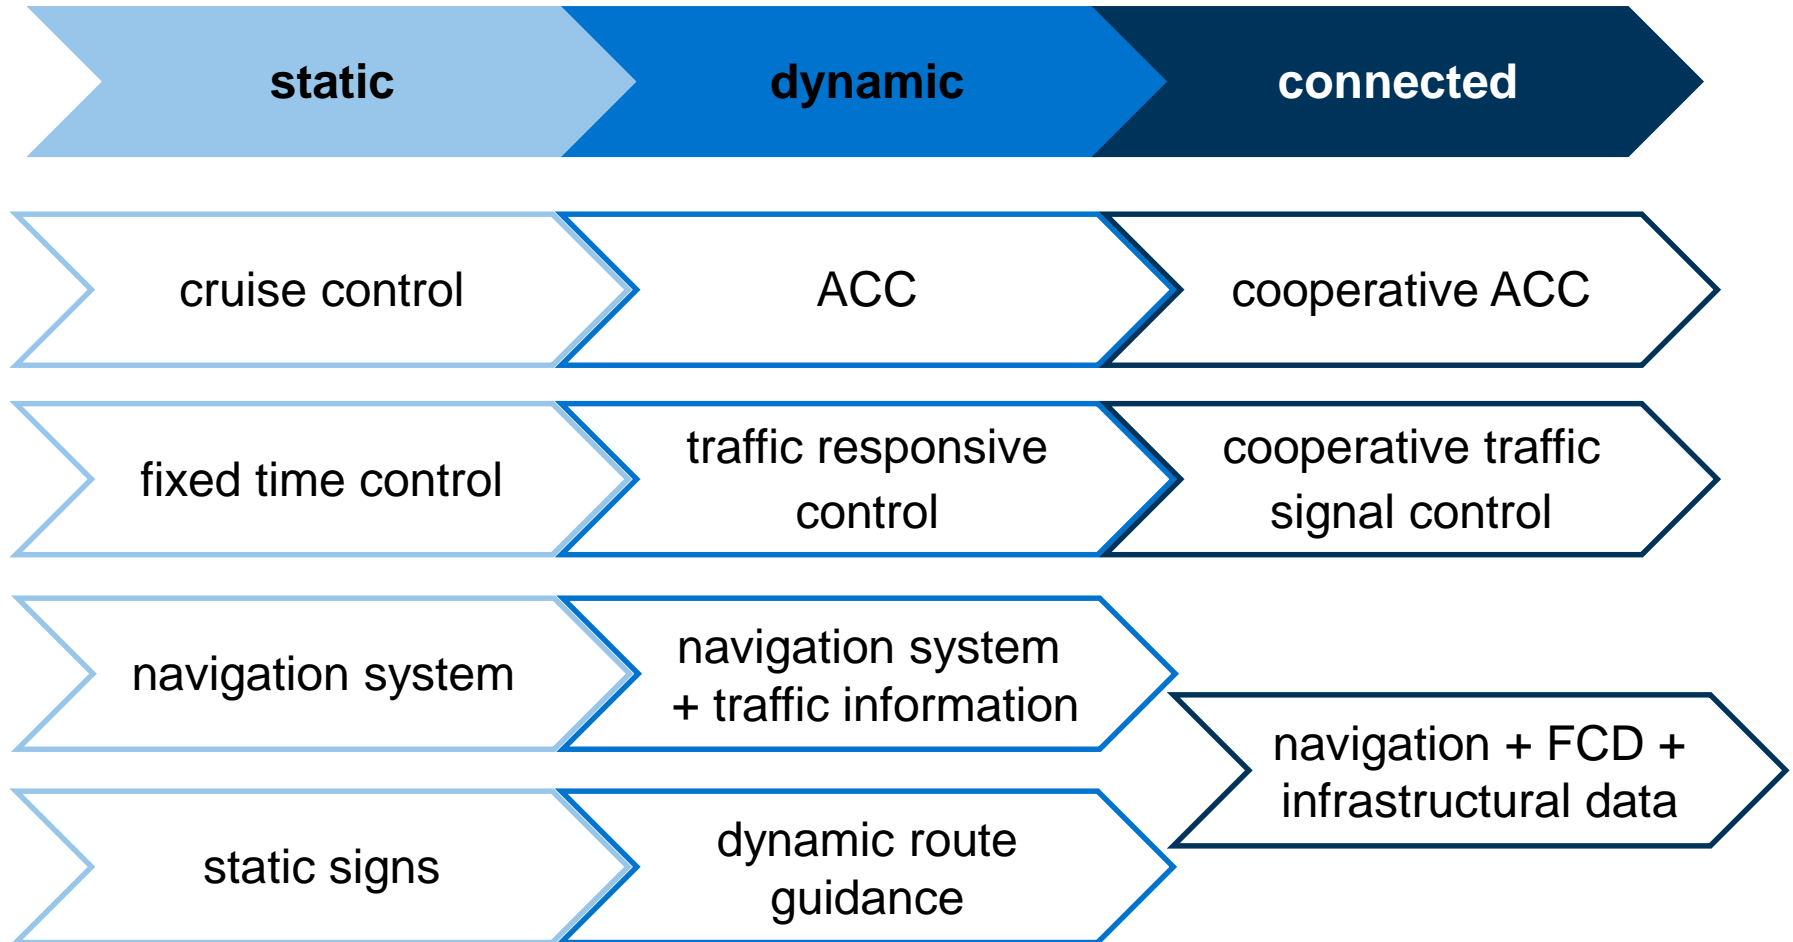 static
dynamic
connected
cruise control
ACC
cooperative ACC
fixed time control
traffic responsive
control
cooperative traffic
signal control
navigation system
navigation system
+ traffic information
navigation + FCD +
infrastructural data
static signs
dynamic route
guidance